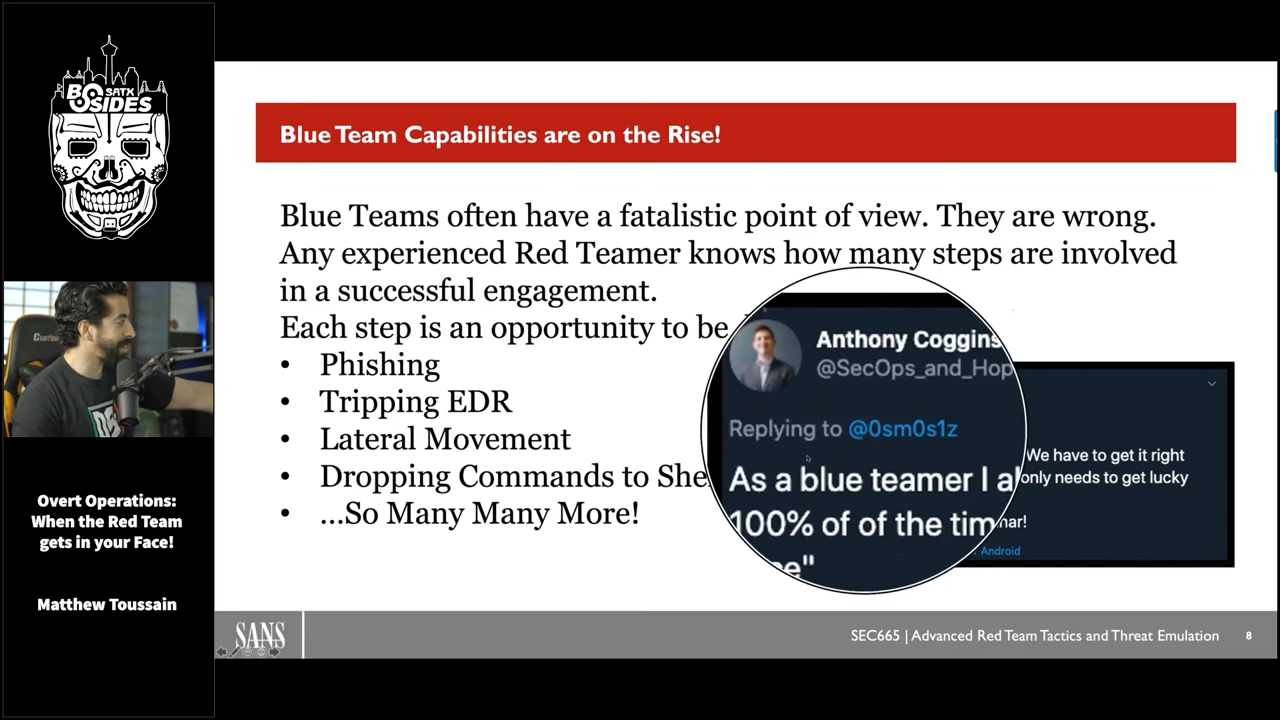 BSIDES
SATX
Overt Operations:
When the Red Team
gets in your Face!
Matthew Toussain
Blue Team Capabilities are on the Rise!
Blue Teams often have a fatalistic point of view. They are wrong.
Any experienced Red Teamer knows how many steps are involved
in a successful engagement.
Each step is an opportunity to be
• Phishing
• Tripping EDR
• Lateral Movement
• Dropping Commands to She
• ...So Many Many More!
Anthony Coggins
@SecOps_and_Hop
Replying to @0sm0s1z
As a blue teamer I al
100% of of the tim
We have to get it right
only needs to get lucky
Android
SANS
SEC665 | Advanced Red Team Tactics and Threat Emulation
8